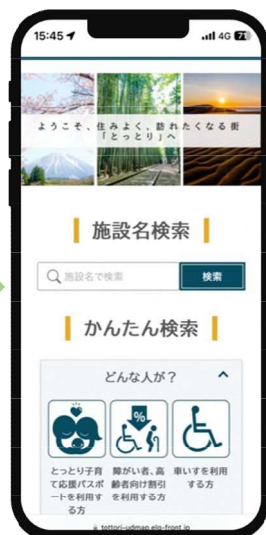 15:45
4G 71
ようこそ、住みよく、訪れたくなる街
「とっとり」へ
施設名検索
施設名で検索
検索
かんたん検索
どんな人が?
%
とっとり子育
て応援パスポ
ートを利用す
る方
障がい者、高
齢者向け割引
を利用する方
車いすを利用
する方
tottori-udmap.elg-front.jp